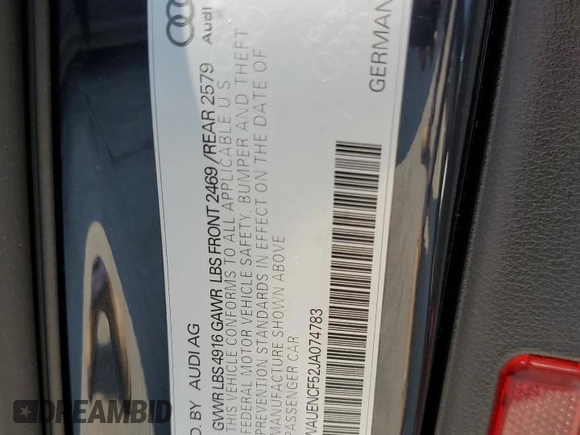 Audi
D. BY AUDI AG
GERMAN
GVWR LBS 4916 GAWR LBS FRONT 2469 / REAR 2579
THIS VEHICLE CONFORMS TO ALL APPLICABLE U S
FEDERAL MOTOR VEHICLE SAFETY, BUMPER AND THEFT
PREVENTION STANDARDS IN EFFECT ON THE DATE OF
MANUFACTURE SHOWN ABOVE
PASSENGER CAR
WAUENCF52JA074783
DREAMBID